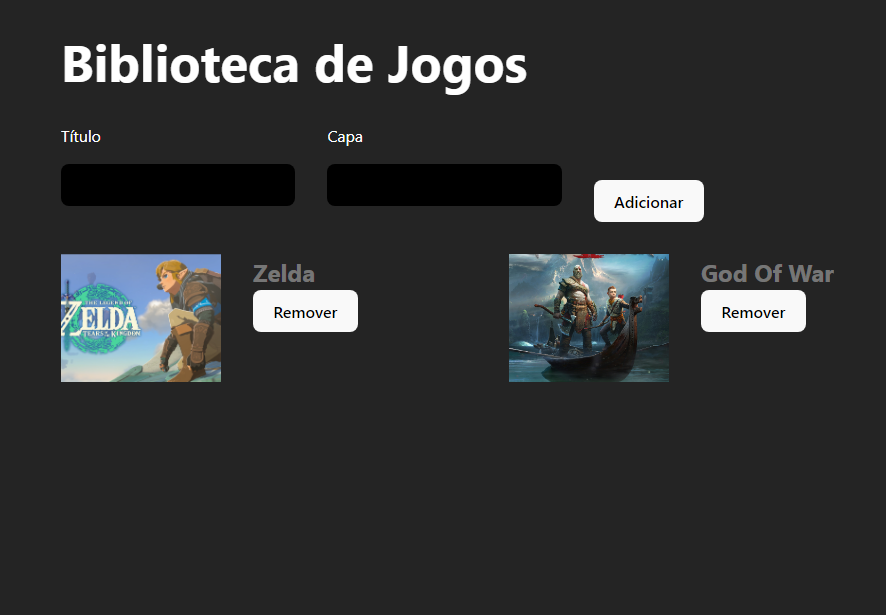 Biblioteca de Jogos
Título
Capa
Adicionar
THE LEGEND OF
ZELDA
TEARS OF THE KINGDOM
Zelda
Remover
God Of War
Remover